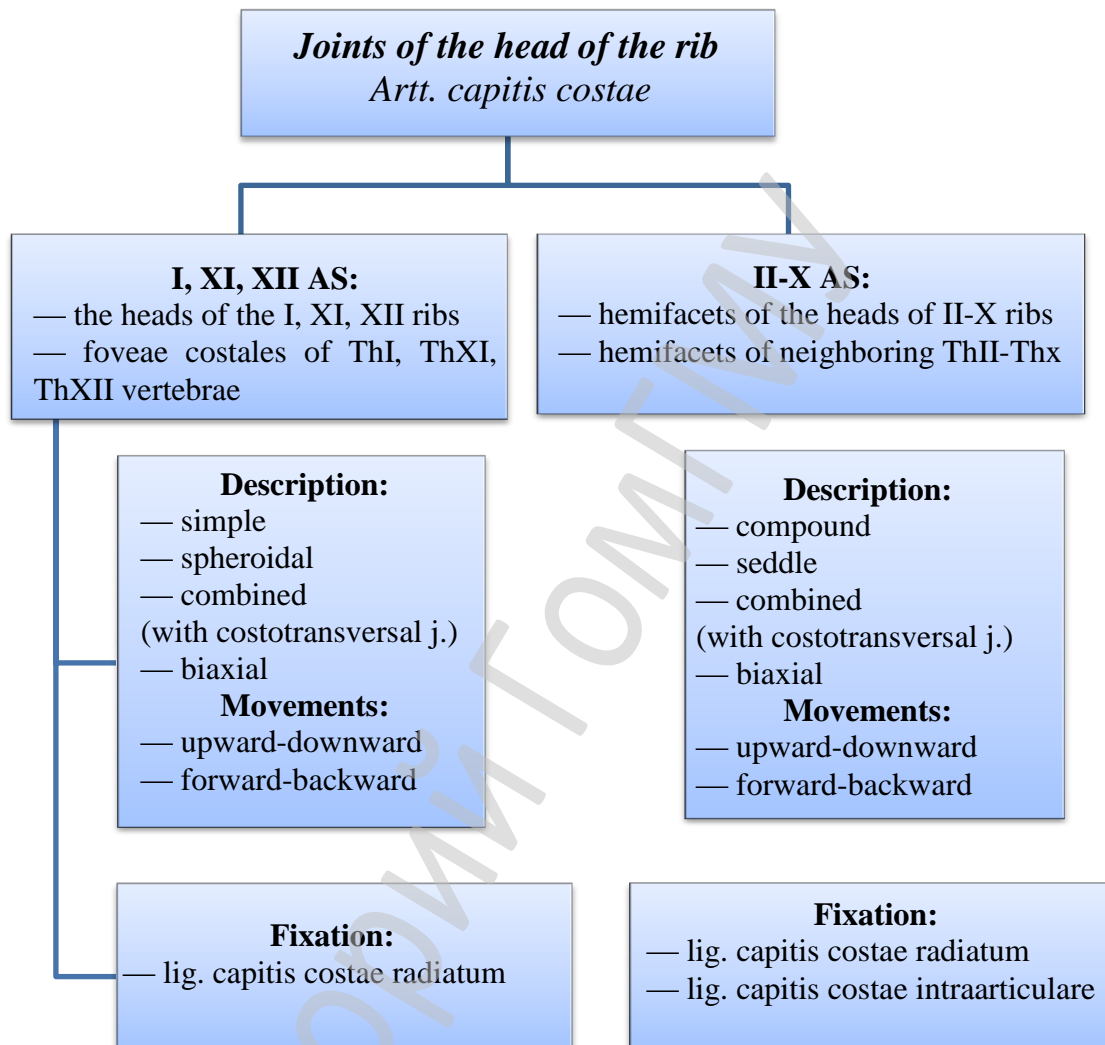 Joints of the head of the rib
Artt. capitis costae
I, XI, XII AS:
— the heads of the I, XI, XII ribs
— foveae costales of ThI, ThXI,
ThXII vertebrae
II-X AS:
— hemifacets of the heads of II-X ribs
— hemifacets of neighboring ThII-Thx
Description:
— simple
— spheroidal
— combined
(with costotransversal j.)
— biaxial
Movements:
— upward-downward
— forward-backward
Description:
— compound
— seddle
— combined
(with costotransversal j.)
— biaxial
Movements:
— upward-downward
— forward-backward
Fixation:
— lig. capitis costae radiatum
Fixation:
— lig. capitis costae radiatum
— lig. capitis costae intraarticulare
орий ГомГМУ